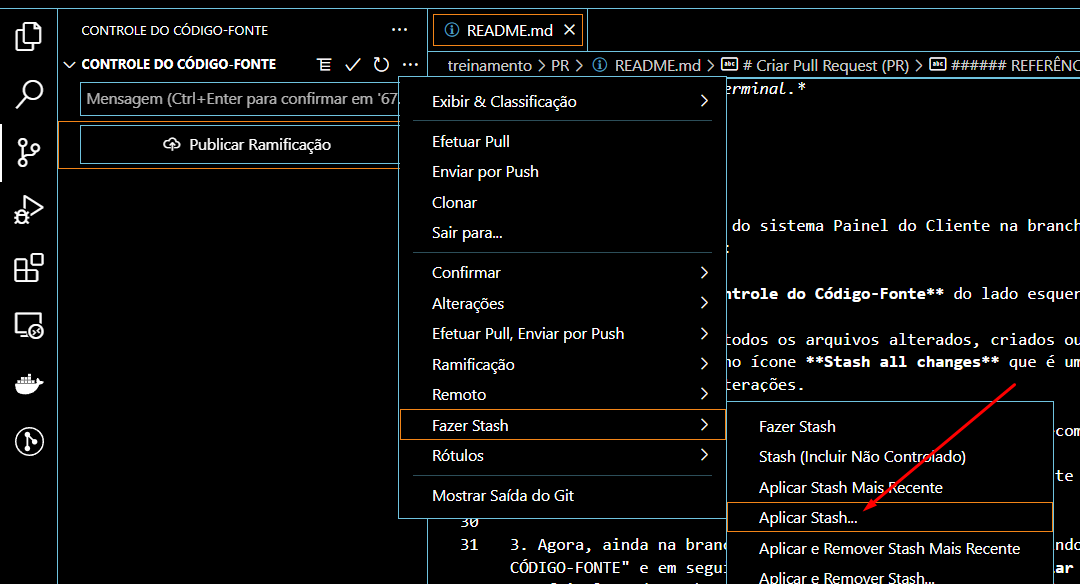 CONTROLE DO CÓDIGO-FONTE
README.md
CONTROLE DO CÓDIGO-FONTE
treinamento > PR > README.md > # Criar Pull Request (PR) > ###### REFERÊNC
Mensagem (Ctrl+Enter para confirmar em '67
Publicar Ramificação
Exibir & Classificação
Efetuar Pull
Enviar por Push
Clonar
Sair para...
Confirmar
Alterações
Efetuar Pull, Enviar por Push
Ramificação
Remoto
Fazer Stash
Rótulos
Mostrar Saída do Git
erminal.*
do sistema Painel do Cliente na branch
:
ntrole do Código-Fonte** do lado esquer
todos os arquivos alterados, criados ou
no ícone **Stash all changes** que é um
terações.
Fazer Stash
Stash (Incluir Não Controlado)
Aplicar Stash Mais Recente
Aplicar Stash...
Aplicar e Remover Stash Mais Recente
Aplicar e Remover Stash...
com
te
30
31 3. Agora, ainda na bran
ndo
CÓDIGO-FONTE" e em segui
ar